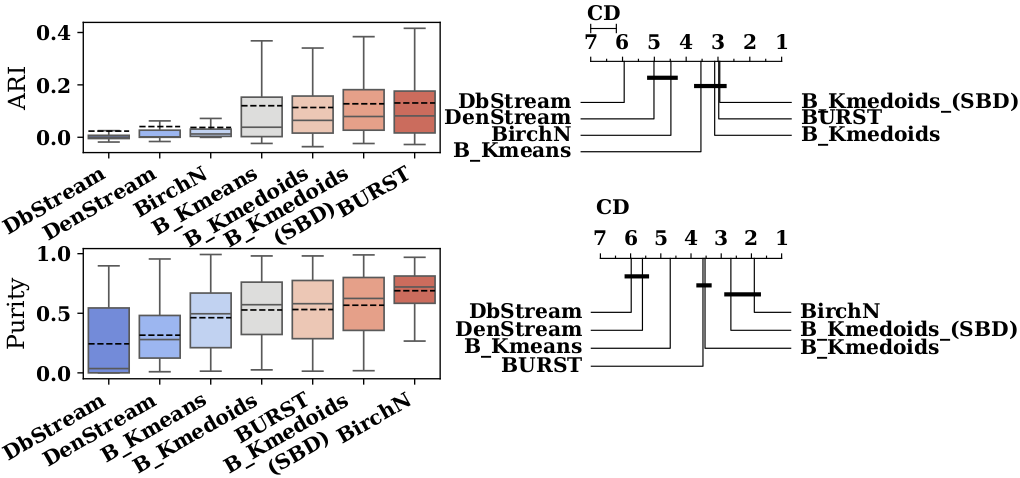 ARI
0.4
0.2
0.0
DbStream
DenStream
BirchN
B_Kmeans
B_Kmedoids
B_Kmedoids
(SBD)
BURST
CD
7 6 5 4 3 2 1
DbStream
DenStream
BirchN
B_Kmeans
B_Kmedoids_(SBD)
BURST
B_Kmedoids
Purity
1.0
0.5
0.0
DbStream
DenStream
B_Kmeans
B_Kmedoids
BURST
B_Kmedoids
(SBD)
BirchN
CD
7 6 5 4 3 2 1
DbStream
DenStream
B_Kmeans
BURST
BirchN
B_Kmedoids_(SBD)
B_Kmedoids